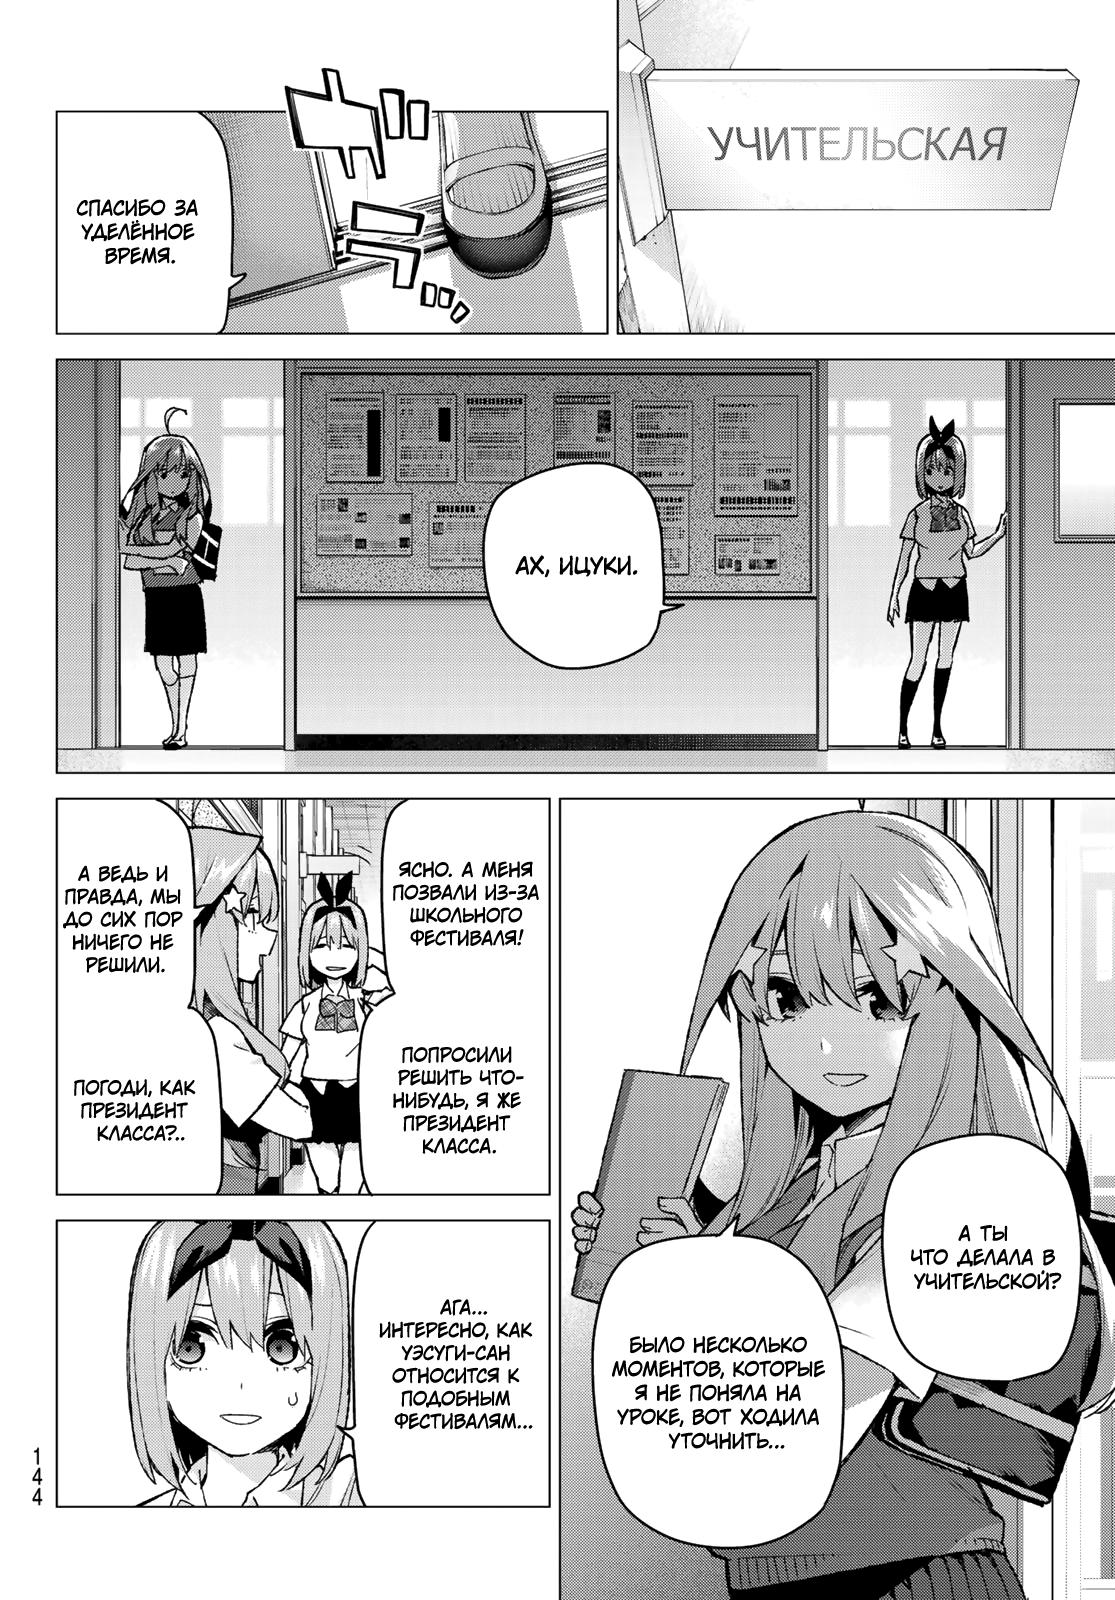 УЧИТЕЛЬСКАЯ
СПАСИБО ЗА
УДЕЛЁННОЕ
ВРЕМЯ.
АХ, ИЦУКИ.
А ТЫ
ЧТО ДЕЛАЛА В
УЧИТЕЛЬСКОЙ?
БЫЛО НЕСКОЛЬКО
МОМЕНТОВ, КОТОРЫЕ
Я НЕ ПОНЯЛА НА
УРОКЕ, ВОТ ХОДИЛА
УТОЧНИТЬ...
ЯСНО. А МЕНЯ
ПОЗВАЛИ ИЗ-ЗА
ШКОЛЬНОГО
ФЕСТИВАЛЯ!
ПОПРОСИЛИ
РЕШИТЬ ЧТО-
НИБУДЬ, Я ЖЕ
ПРЕЗИДЕНТ
КЛАССА.
А ВЕДЬ И
ПРАВДА, МЫ
ДО СИХ ПОР
НИЧЕГО НЕ
РЕШИЛИ.
ПОГОДИ, КАК
ПРЕЗИДЕНТ
КЛАССА?..
АГА...
ИНТЕРЕСНО, КАК
УЭСУГИ-САН
ОТНОСИТСЯ К
ПОДОБНЫМ
ФЕСТИВАЛЯМ...
144